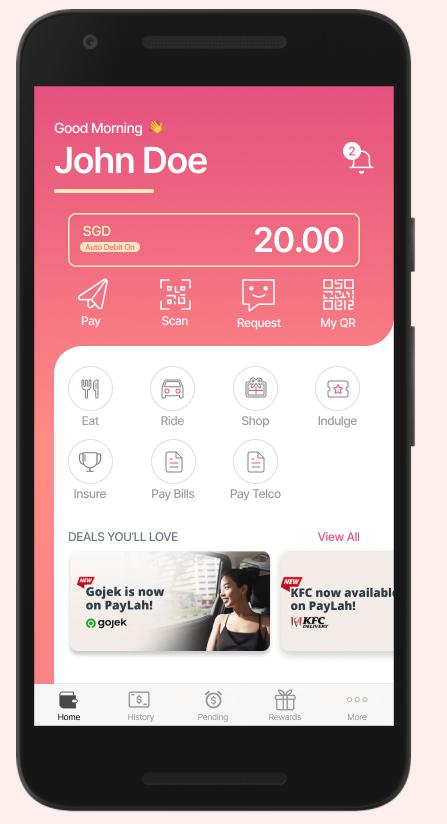 Good Morning 👋
John Doe
2
SGD
Auto Debit On
20.00
Pay
Scan
Request
My QR
Eat
Ride
Shop
Indulge
Insure
Pay Bills
Pay Telco
DEALS YOU'LL LOVE
View All
NEW
Gojek is now
on PayLah!
gojek
NEW
KFC now available
on PayLah!
KFC
DELIVERY
Home
History
Pending
Rewards
More